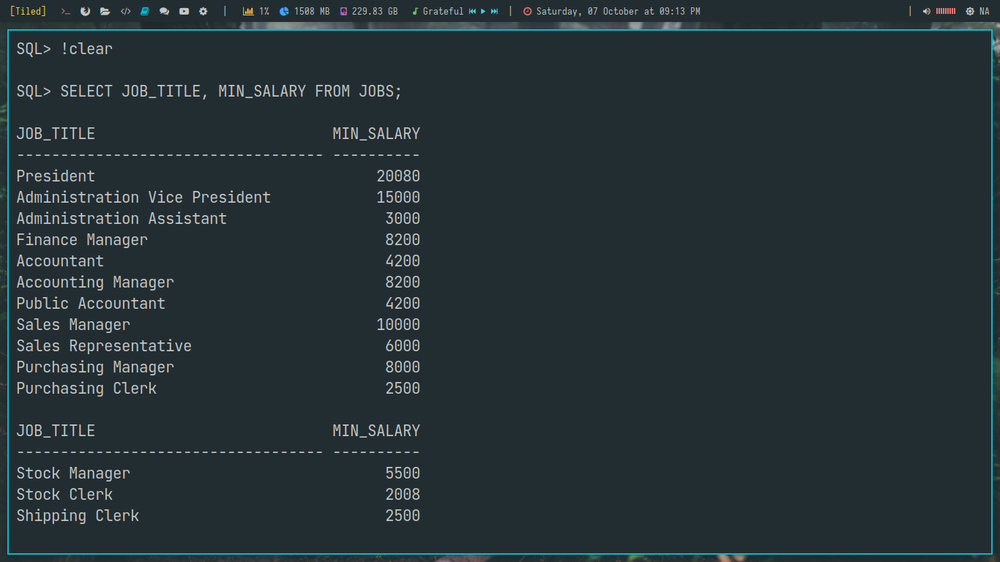 [Tiled] 1% 1508 MB 229.83 GB Grateful | Saturday, 07 October at 09:13 PM NA
SQL> !clear
SQL> SELECT JOB_TITLE, MIN_SALARY FROM JOBS;
JOB_TITLE MIN_SALARY
----------------------------------- ----------
President 20080
Administration Vice President 15000
Administration Assistant 3000
Finance Manager 8200
Accountant 4200
Accounting Manager 8200
Public Accountant 4200
Sales Manager 10000
Sales Representative 6000
Purchasing Manager 8000
Purchasing Clerk 2500
JOB_TITLE MIN_SALARY
----------------------------------- ----------
Stock Manager 5500
Stock Clerk 2008
Shipping Clerk 2500